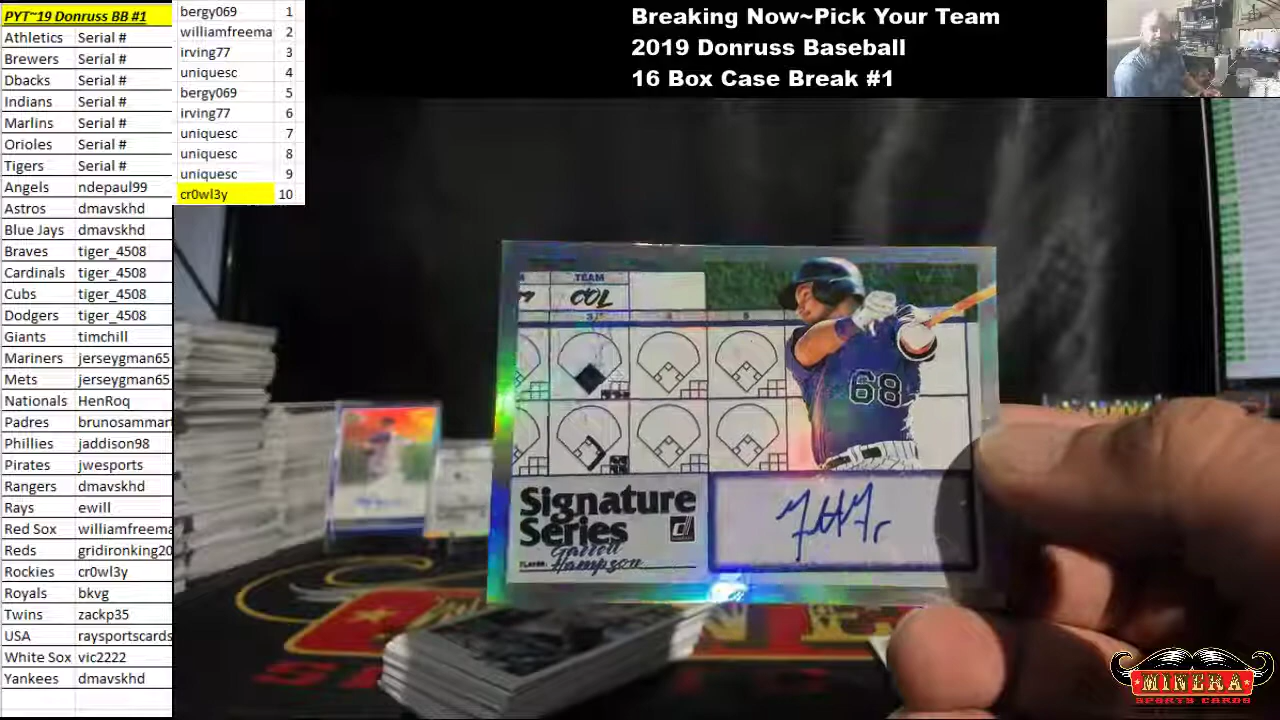 PYT~19 Donruss BB #1
Athletics Serial #
Brewers Serial #
Dbacks Serial #
Indians Serial #
Marlins Serial #
Orioles Serial #
Tigers Serial #
Angels ndepaul99
Astros dmavskhd
Blue Jays dmavskhd
Braves tiger_4508
Cardinals tiger_4508
Cubs tiger_4508
Dodgers tiger_4508
Giants timchill
Mariners jerseygman65
Mets jerseygman65
Nationals HenRoq
Padres brunosammar
Phillies jaddison98
Pirates jwesports
Rangers dmavskhd
Rays ewill
Red Sox williamfreema
Reds gridironking20
Rockies cr0wl3y
Royals bkvg
Twins zackp35
USA raysportscards
White Sox vic2222
Yankees dmavskhd
bergy069 1
williamfreema 2
irving77 3
uniquesc 4
bergy069 5
irving77 6
uniquesc 7
uniquesc 8
uniquesc 9
cr0wl3y 10
Breaking Now~Pick Your Team
2019 Donruss Baseball
16 Box Case Break #1
TEAM
COL
68
Signature
Series
PLAYER: Garrett
Hampson
MINERA
SPORTS CARDS